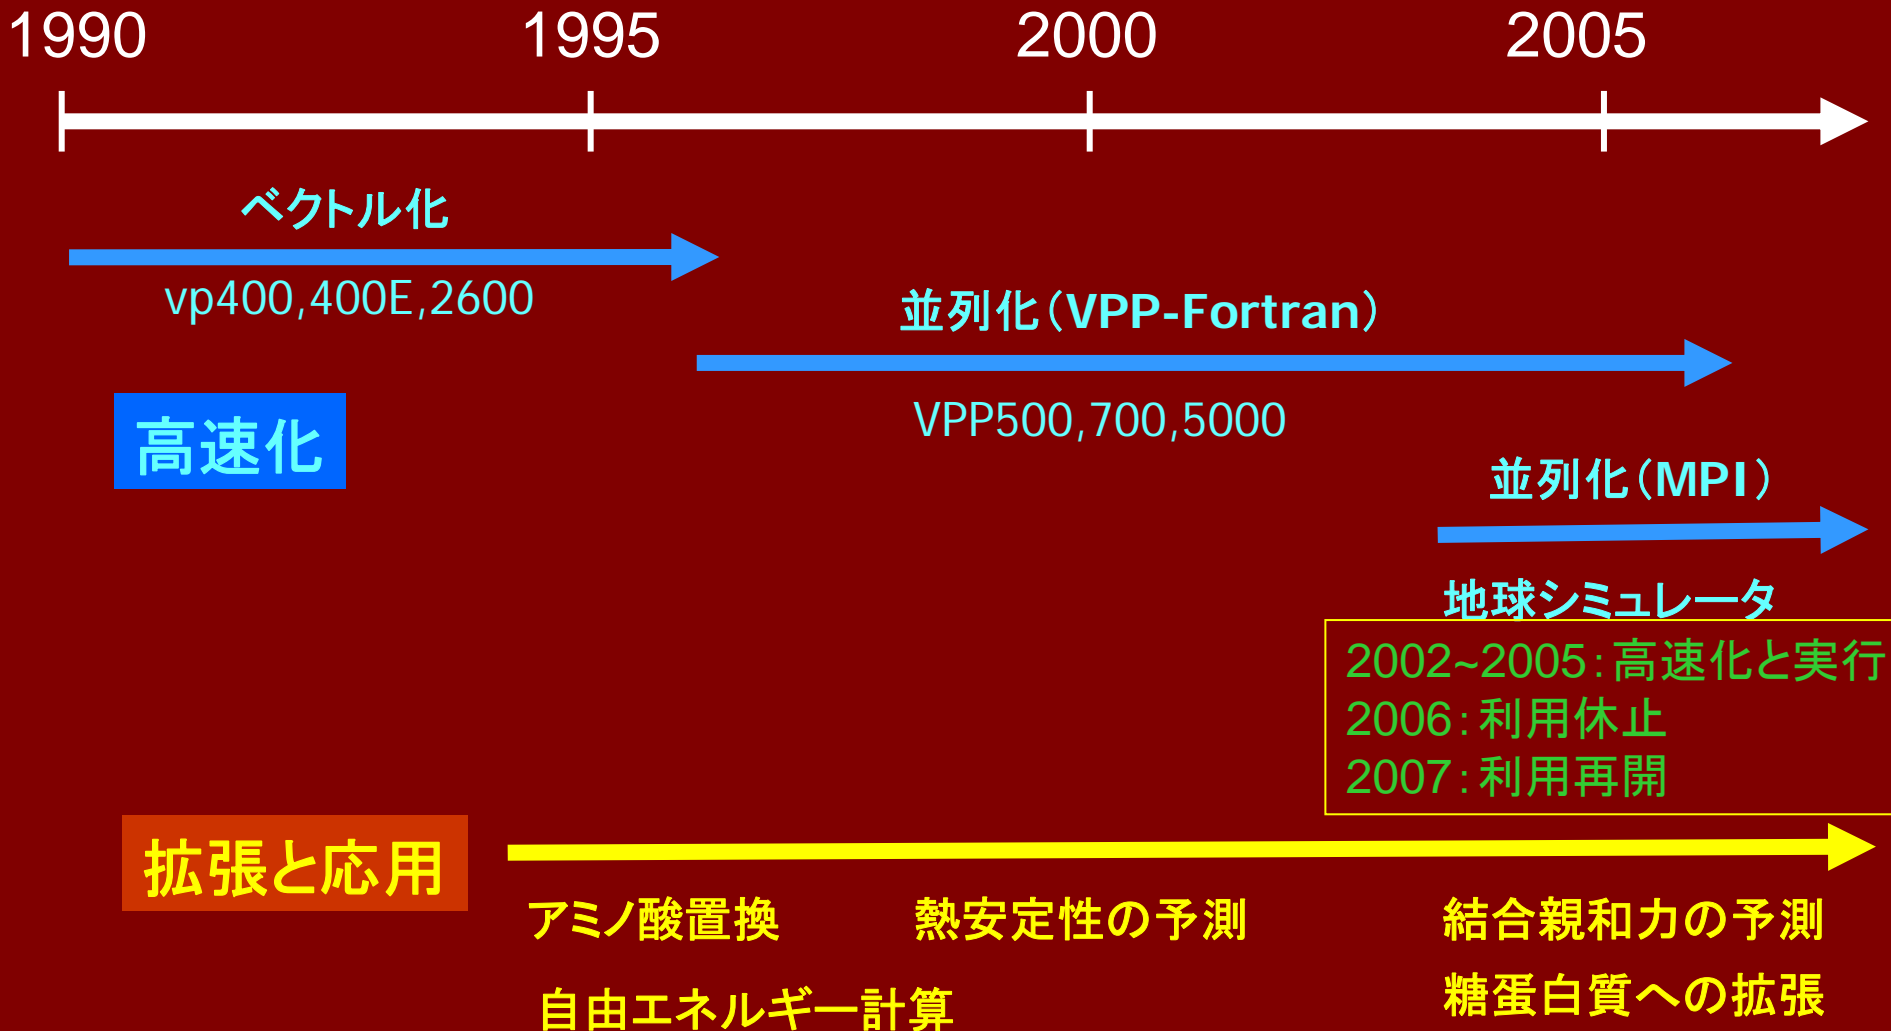 1990 1995 2000 2005
ベクトル化
vp400,400E,2600
並列化（VPP-Fortran）
VPP500,700,5000
高速化
並列化（MPI）
地球シミュレータ
2002~2005：高速化と実行
2006：利用休止
2007：利用再開
拡張と応用
アミノ酸置換 熱安定性の予測 結合親和力の予測
自由エネルギー計算 糖蛋白質への拡張